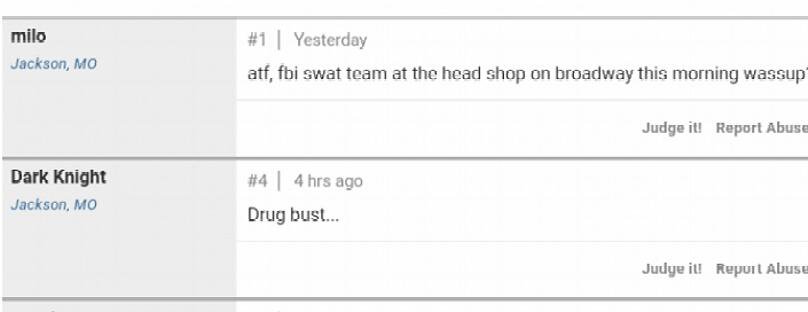 milo
#1 | Yesterday
Jackson, MO
atf, fbi swat team at the head shop on broadway this morning wassup?
Judge it! Report Abuse
Dark Knight
#4 | 4 hrs ago
Jackson, MO
Drug bust...
Judge it! Report Abuse